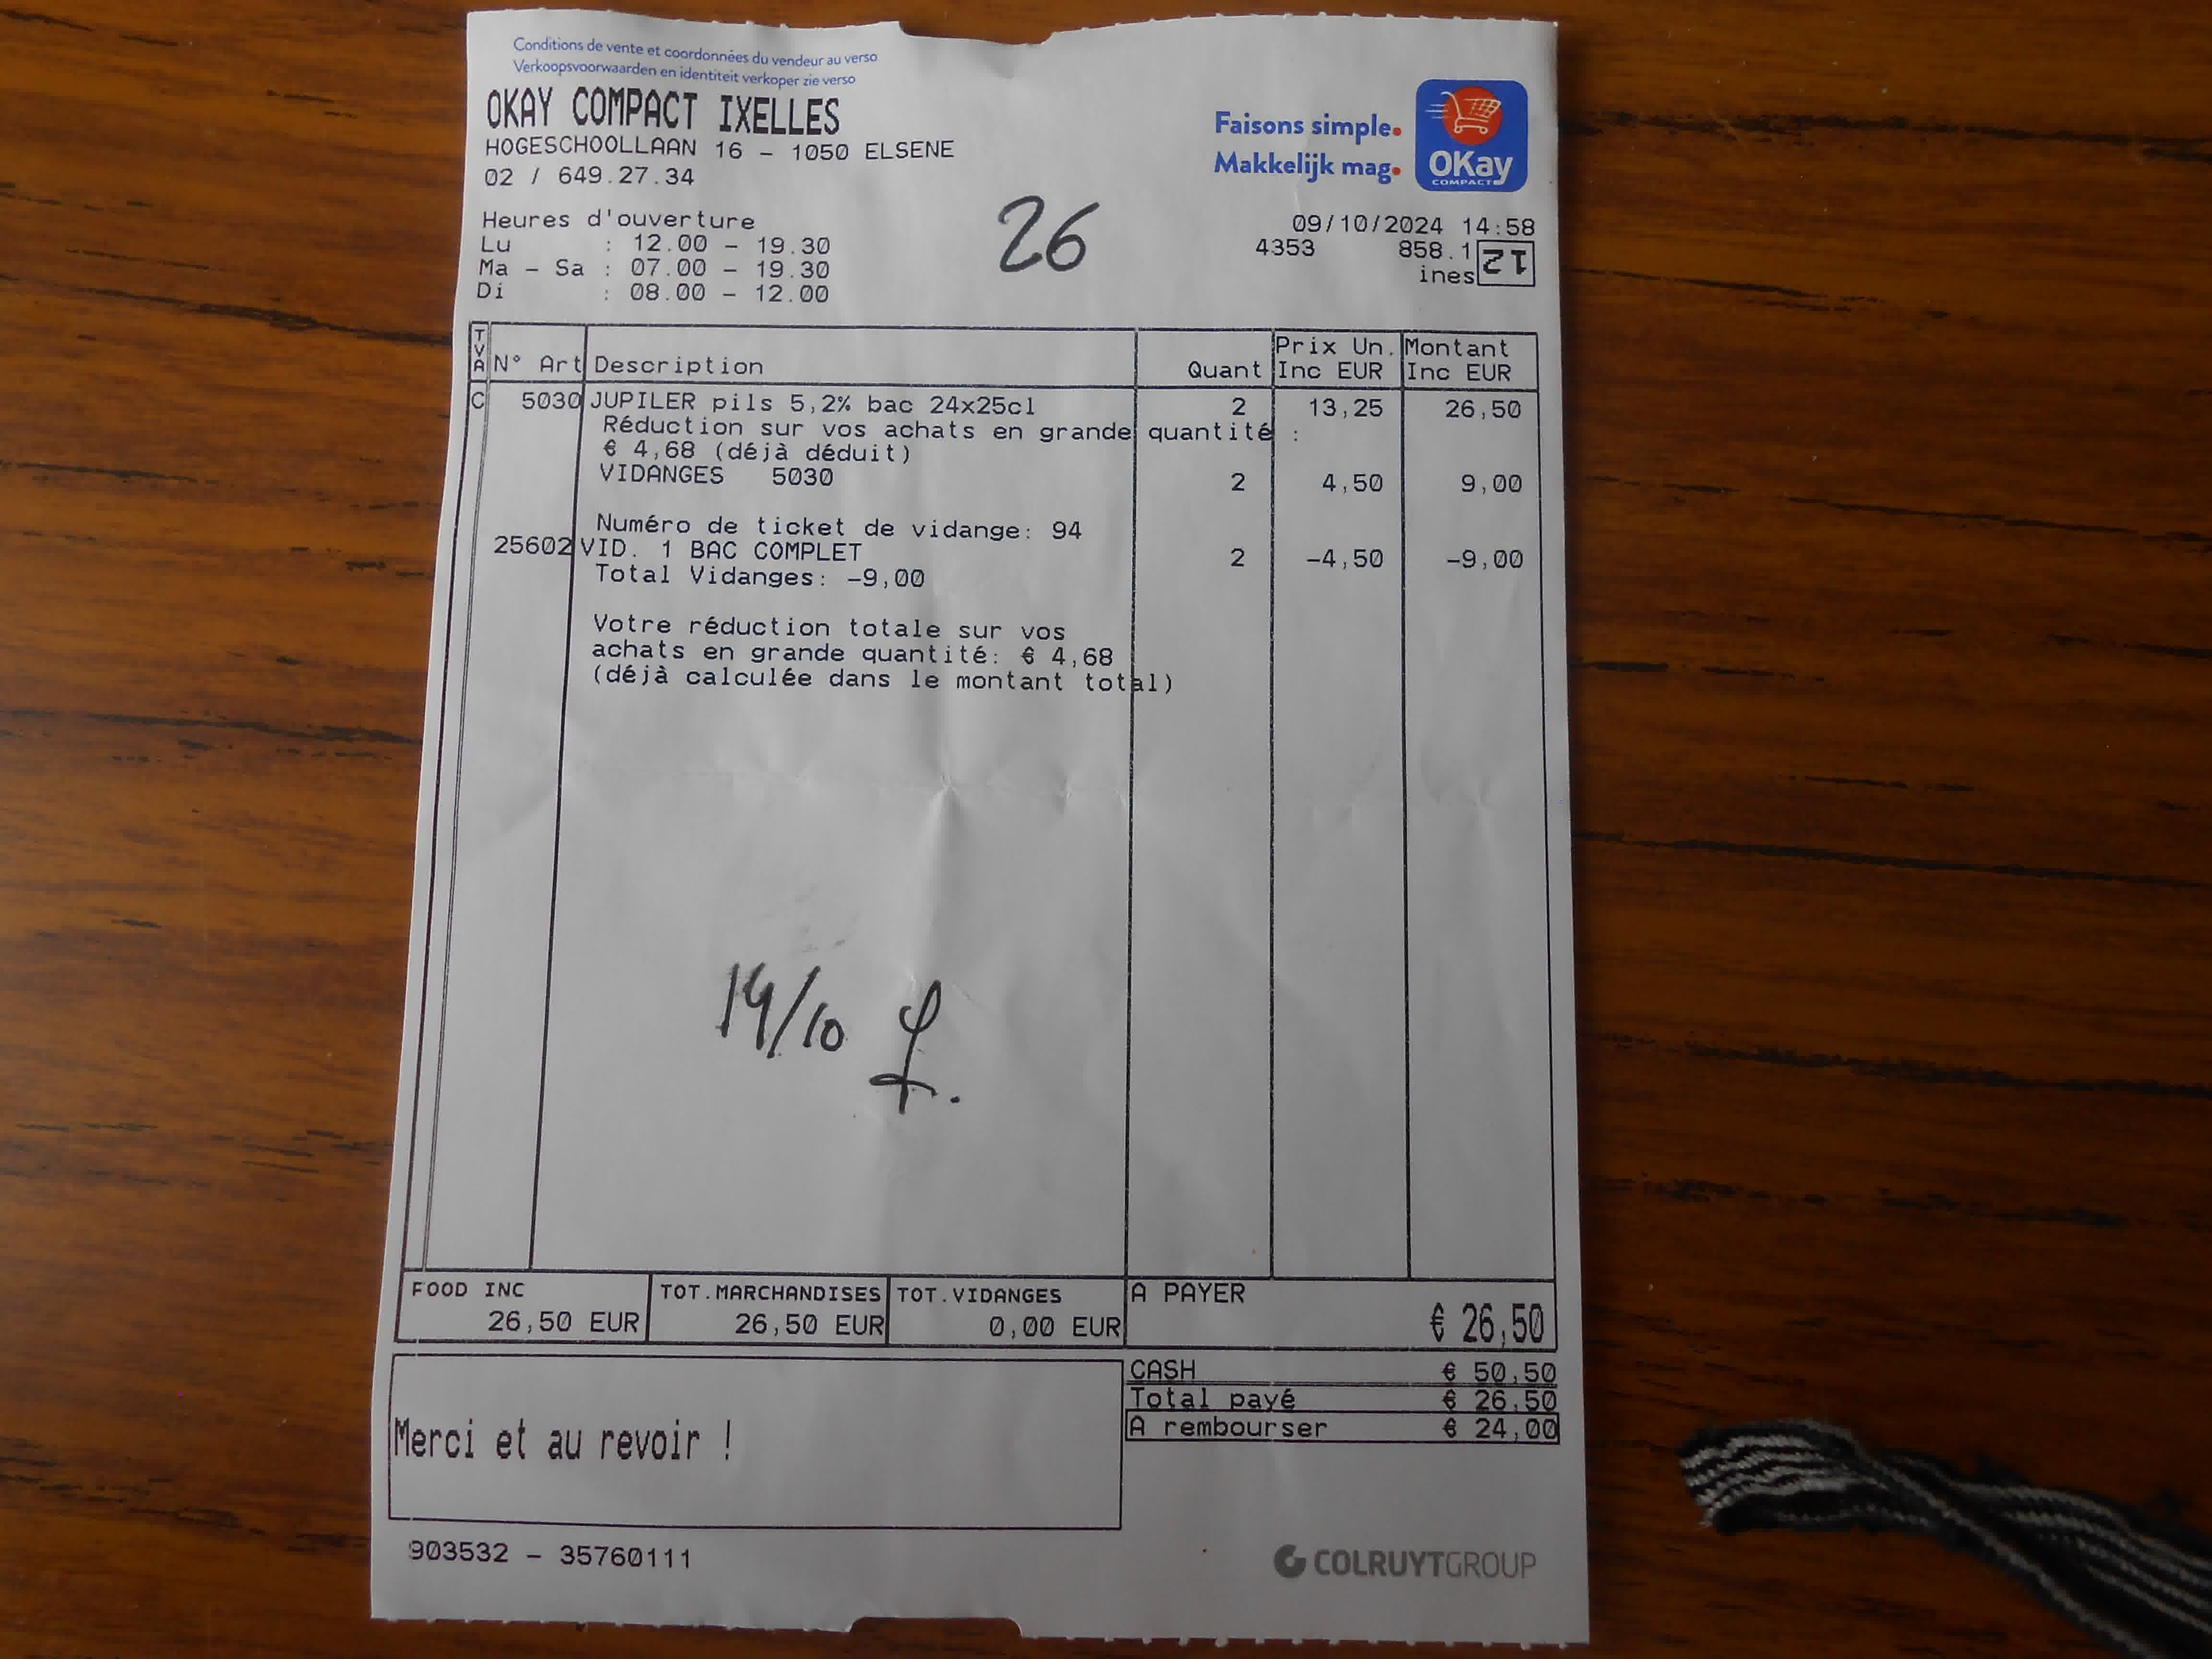 Conditions de vente et coordonnées du vendeur au verso
Verkoopsvoorwaarden en identiteit verkoper zie verso
OKAY COMPACT IXELLES
HOGESCHOOLLAAN 16 - 1050 ELSENE
02 / 649.27.34
Faisons simple.
Makkelijk mag.
OKay
COMPACT
Heures d'ouverture
Lu : 12.00 - 19.30
Ma - Sa : 07.00 - 19.30
Di : 08.00 - 12.00
26
09/10/2024 14:58
4353 858.1
ines
12
TVA N° Art Description Quant Prix Un. Inc EUR Montant Inc EUR
C 5030 JUPILER pils 5,2% bac 24x25cl 2 13,25 26,50
Réduction sur vos achats en grande quantité :
€ 4,68 (déjà déduit)
VIDANGES 5030 2 4,50 9,00
Numéro de ticket de vidange: 94
25602 VID. 1 BAC COMPLET 2 -4,50 -9,00
Total Vidanges: -9,00
Votre réduction totale sur vos
achats en grande quantité: € 4,68
(déjà calculée dans le montant total)
14/10
FOOD INC TOT.MARCHANDISES TOT.VIDANGES A PAYER
26,50 EUR 26,50 EUR 0,00 EUR € 26,50
CASH € 50,50
Total payé € 26,50
A rembourser € 24,00
Merci et au revoir !
903532 - 35760111
COLRUYTGROUP